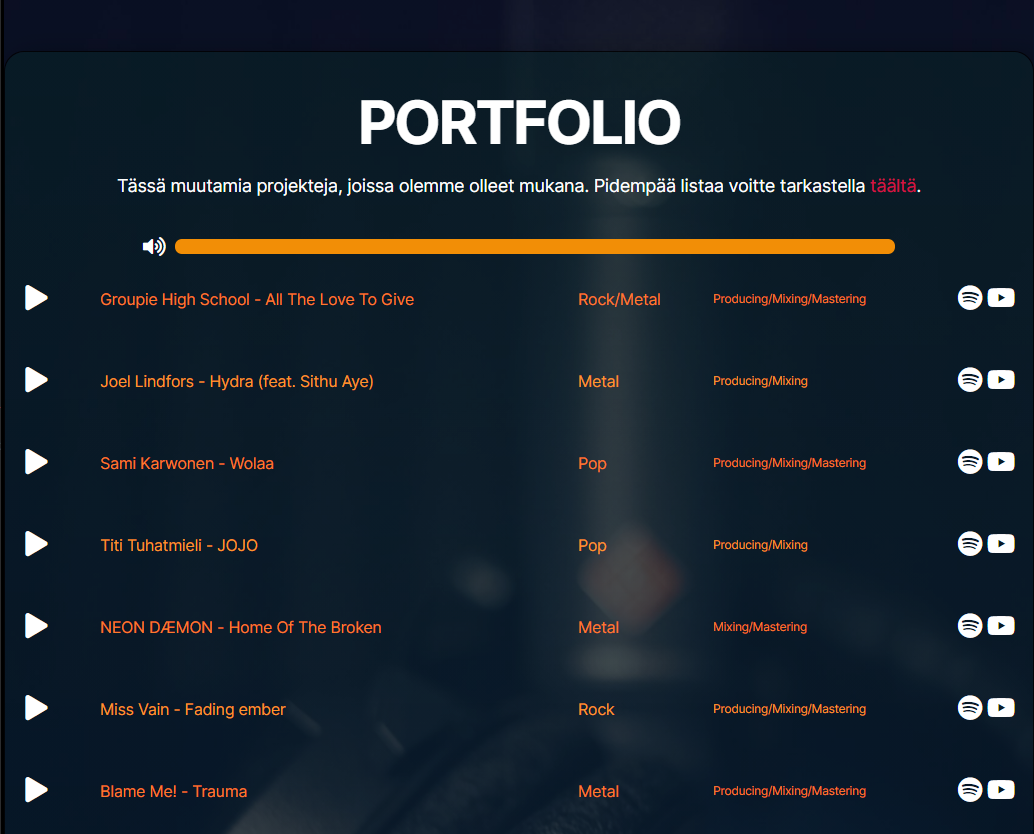 PORTFOLIO
Tässä muutamia projekteja, joissa olemme olleet mukana. Pidempää listaa voitte tarkastella täältä.
Groupie High School - All The Love To Give Rock/Metal Producing/Mixing/Mastering
Joel Lindfors - Hydra (feat. Sithu Aye) Metal Producing/Mixing
Sami Karwonen - Wolaa Pop Producing/Mixing/Mastering
Titi Tuhatmieli - JOJO Pop Producing/Mixing
NEON DÆMON - Home Of The Broken Metal Mixing/Mastering
Miss Vain - Fading ember Rock Producing/Mixing/Mastering
Blame Me! - Trauma Metal Producing/Mixing/Mastering